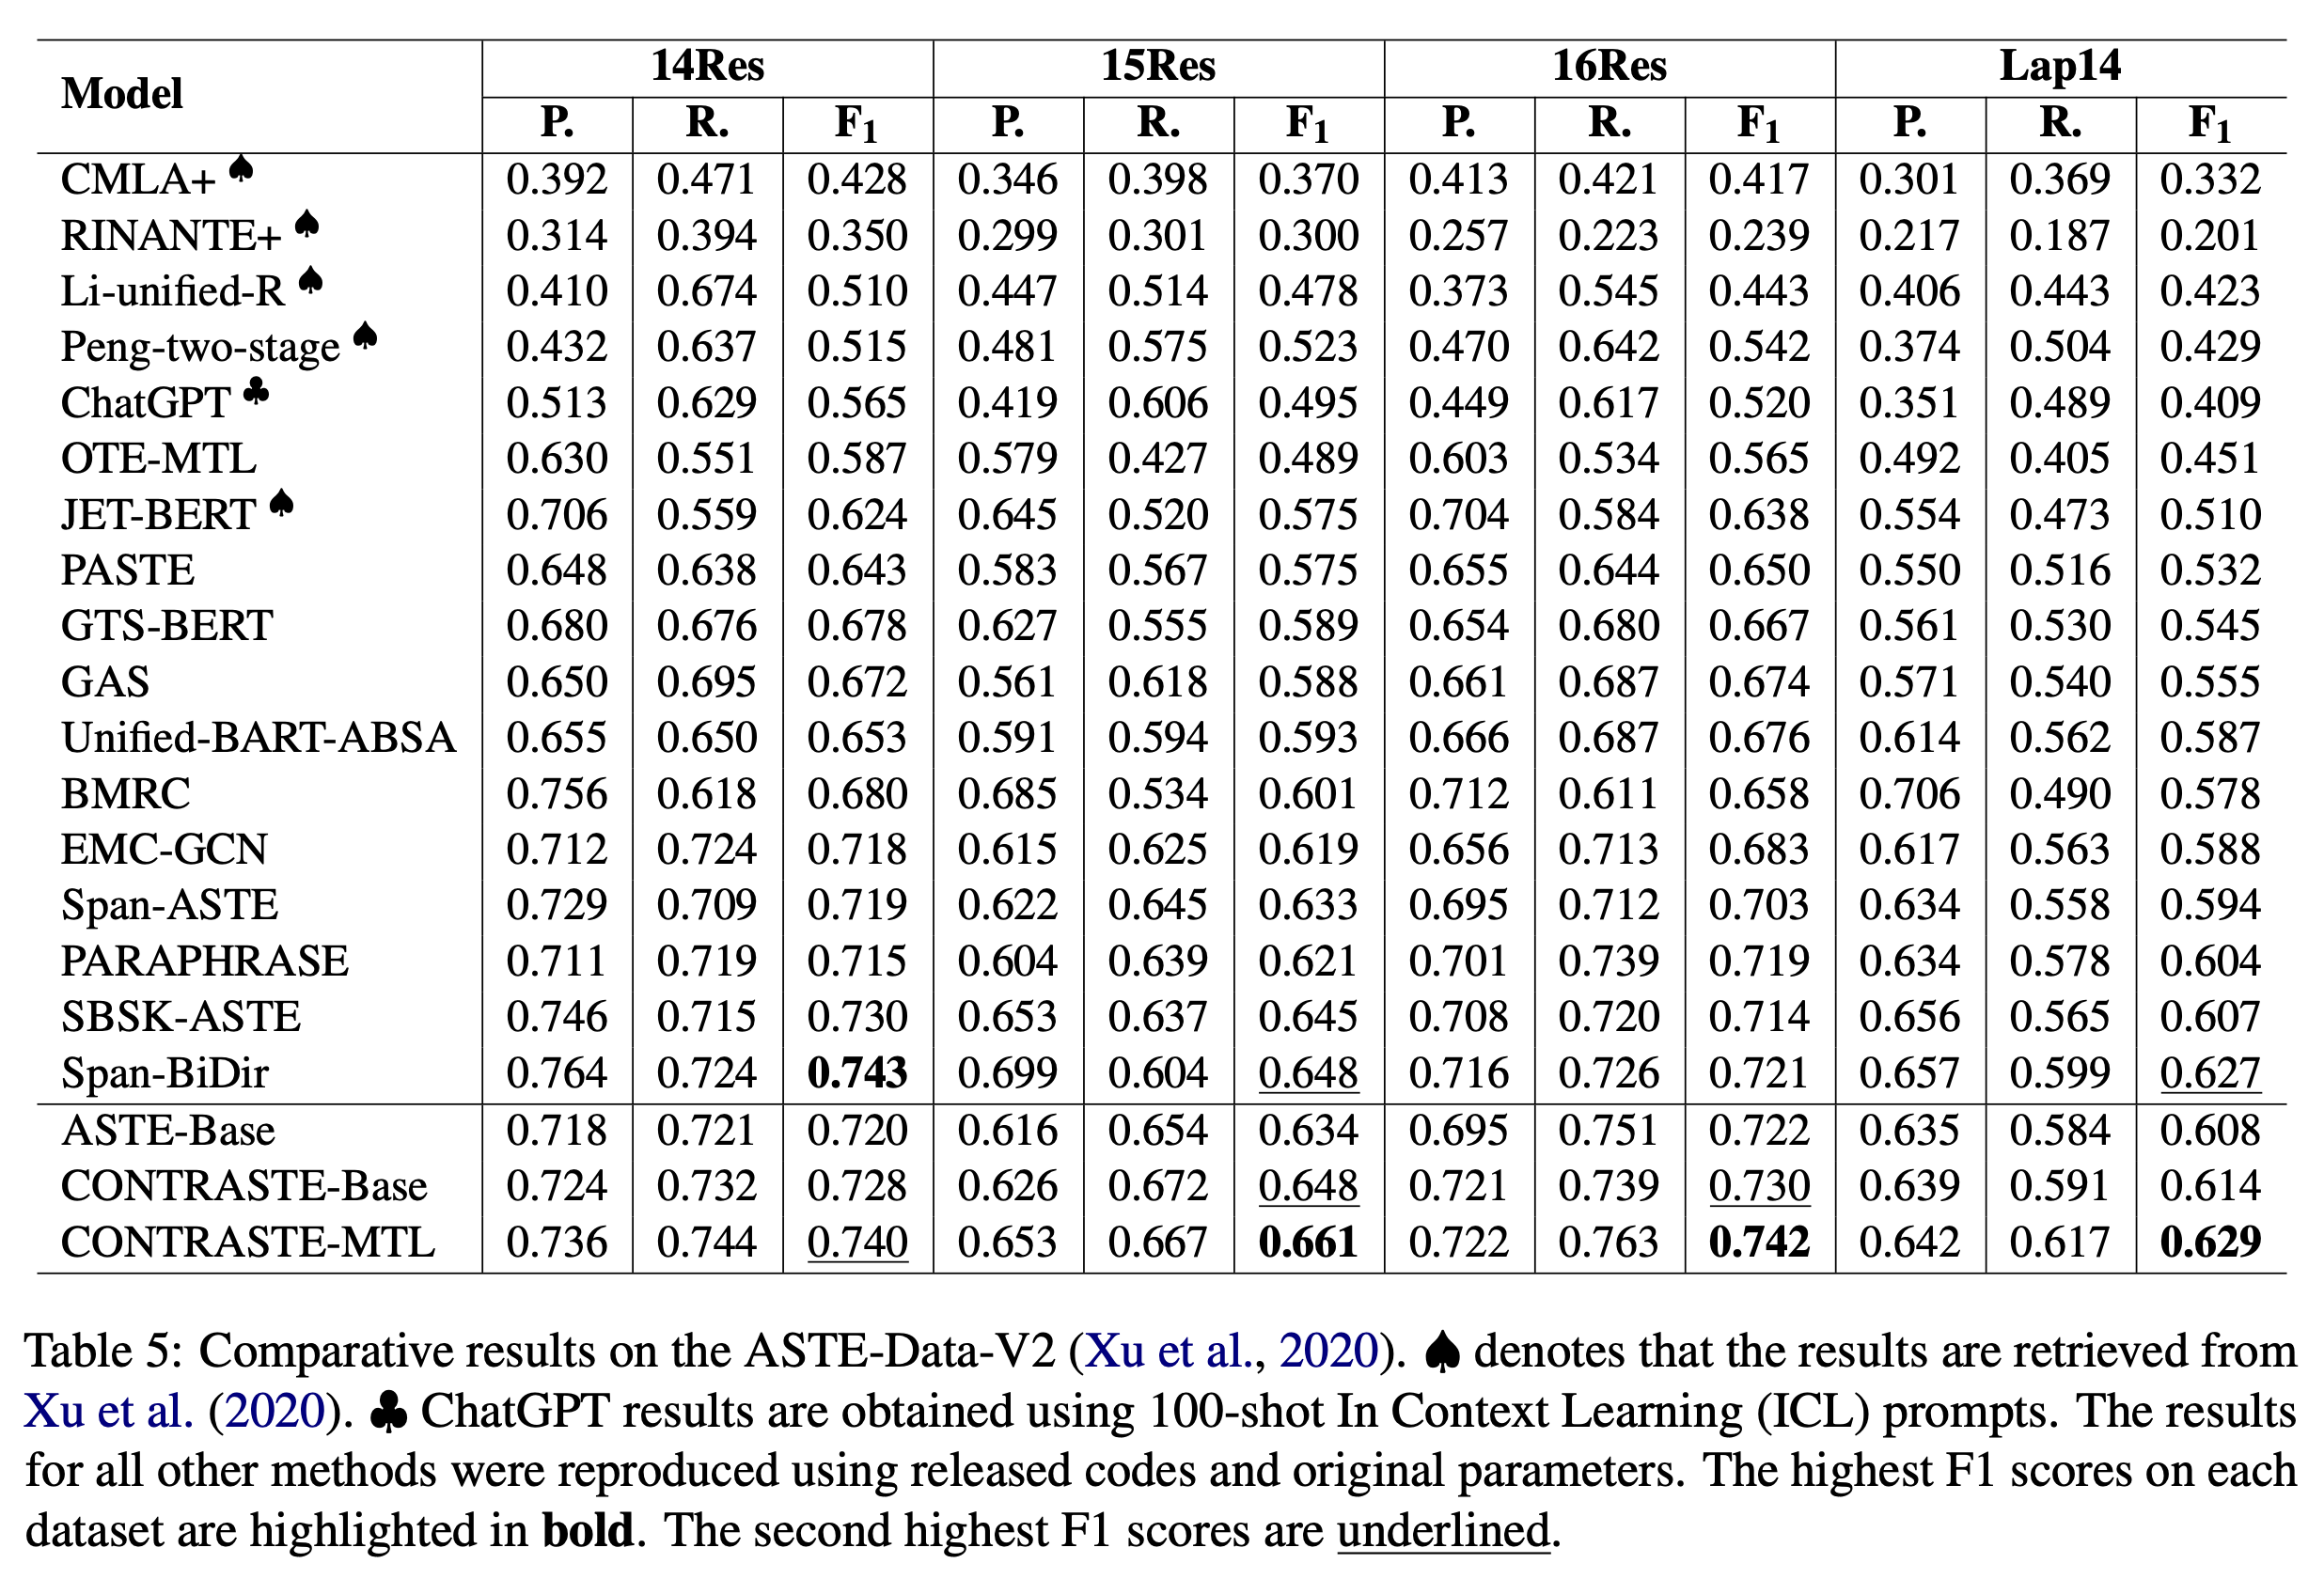 Model 14Res 15Res 16Res Lap14
P. R. F1 P. R. F1 P. R. F1 P. R. F1
CMLA+ ♠ 0.392 0.471 0.428 0.346 0.398 0.370 0.413 0.421 0.417 0.301 0.369 0.332
RINANTE+ ♠ 0.314 0.394 0.350 0.299 0.301 0.300 0.257 0.223 0.239 0.217 0.187 0.201
Li-unified-R ♠ 0.410 0.674 0.510 0.447 0.514 0.478 0.373 0.545 0.443 0.406 0.443 0.423
Peng-two-stage ♠ 0.432 0.637 0.515 0.481 0.575 0.523 0.470 0.642 0.542 0.374 0.504 0.429
ChatGPT ♣ 0.513 0.629 0.565 0.419 0.606 0.495 0.449 0.617 0.520 0.351 0.489 0.409
OTE-MTL 0.630 0.551 0.587 0.579 0.427 0.489 0.603 0.534 0.565 0.492 0.405 0.451
JET-BERT ♠ 0.706 0.559 0.624 0.645 0.520 0.575 0.704 0.584 0.638 0.554 0.473 0.510
PASTE 0.648 0.638 0.643 0.583 0.567 0.575 0.655 0.644 0.650 0.550 0.516 0.532
GTS-BERT 0.680 0.676 0.678 0.627 0.555 0.589 0.654 0.680 0.667 0.561 0.530 0.545
GAS 0.650 0.695 0.672 0.561 0.618 0.588 0.661 0.687 0.674 0.571 0.540 0.555
Unified-BART-ABSA 0.655 0.650 0.653 0.591 0.594 0.593 0.666 0.687 0.676 0.614 0.562 0.587
BMRC 0.756 0.618 0.680 0.685 0.534 0.601 0.712 0.611 0.658 0.706 0.490 0.578
EMC-GCN 0.712 0.724 0.718 0.615 0.625 0.619 0.656 0.713 0.683 0.617 0.563 0.588
Span-ASTE 0.729 0.709 0.719 0.622 0.645 0.633 0.695 0.712 0.703 0.634 0.558 0.594
PARAPHRASE 0.711 0.719 0.715 0.604 0.639 0.621 0.701 0.739 0.719 0.634 0.578 0.604
SBSK-ASTE 0.746 0.715 0.730 0.653 0.637 0.645 0.708 0.720 0.714 0.656 0.565 0.607
Span-BiDir 0.764 0.724 0.743 0.699 0.604 0.648 0.716 0.726 0.721 0.657 0.599 0.627
ASTE-Base 0.718 0.721 0.720 0.616 0.654 0.634 0.695 0.751 0.722 0.635 0.584 0.608
CONTRASTE-Base 0.724 0.732 0.728 0.626 0.672 0.648 0.721 0.739 0.730 0.639 0.591 0.614
CONTRASTE-MTL 0.736 0.744 0.740 0.653 0.667 0.661 0.722 0.763 0.742 0.642 0.617 0.629
Table 5: Comparative results on the ASTE-Data-V2 (Xu et al., 2020). ♠ denotes that the results are retrieved from
Xu et al. (2020). ♣ ChatGPT results are obtained using 100-shot In Context Learning (ICL) prompts. The results
for all other methods were reproduced using released codes and original parameters. The highest F1 scores on each
dataset are highlighted in bold. The second highest F1 scores are underlined.